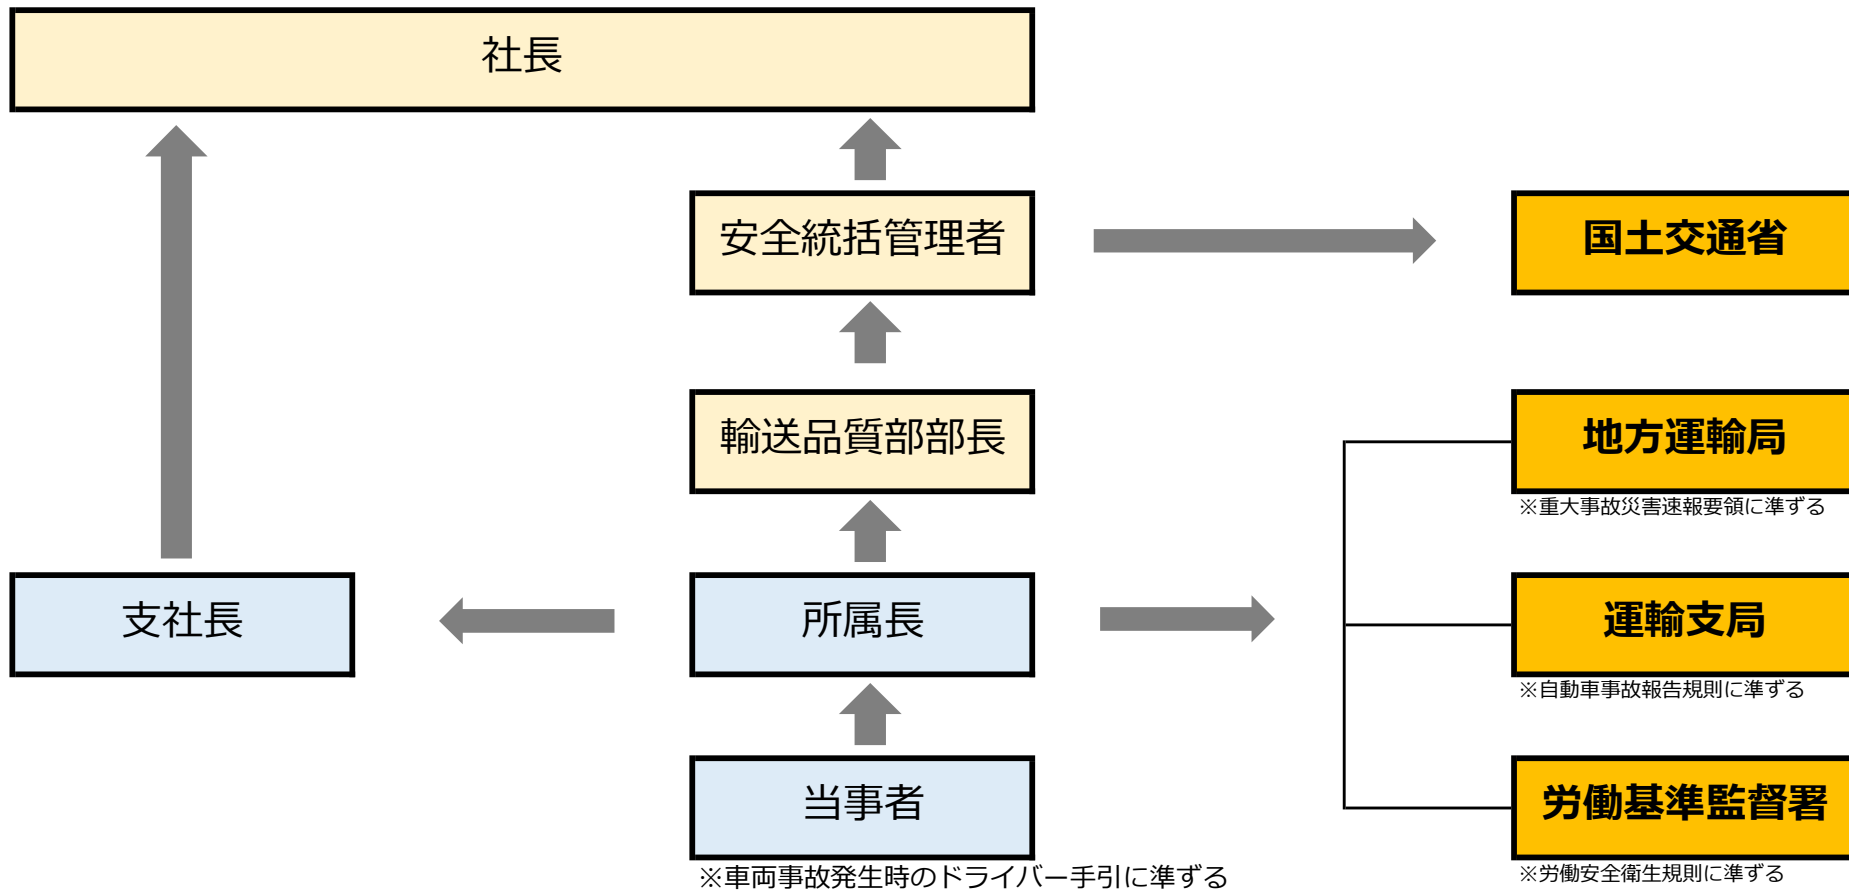 社長
安全統括管理者
国土交通省
輸送品質部部長
地方運輸局
※重大事故災害速報要領に準ずる
支社長
所属長
運輸支局
※自動車事故報告規則に準ずる
当事者
労働基準監督署
※車両事故発生時のドライバー手引に準ずる
※労働安全衛生規則に準ずる